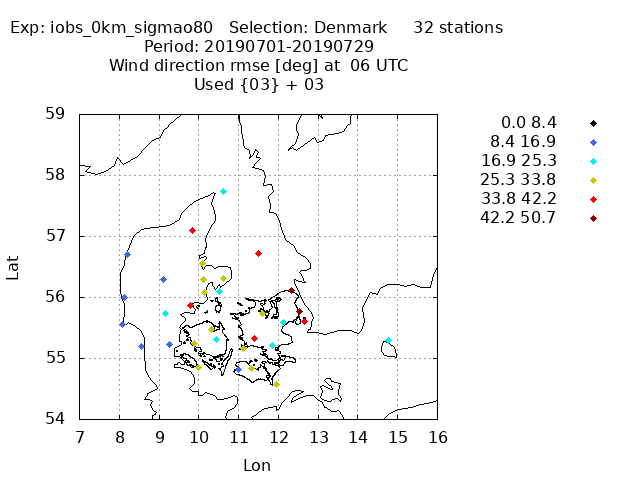 Exp: iobs_0km_sigmao80   Selection: Denmark     32 stations
Period: 20190701-20190729
Wind direction rmse [deg] at  06 UTC
Used {03} + 03
0.0 8.4
8.4 16.9
16.9 25.3
25.3 33.8
33.8 42.2
42.2 50.7
59
58
57
56
55
54
Lat
7 8 9 10 11 12 13 14 15 16
Lon